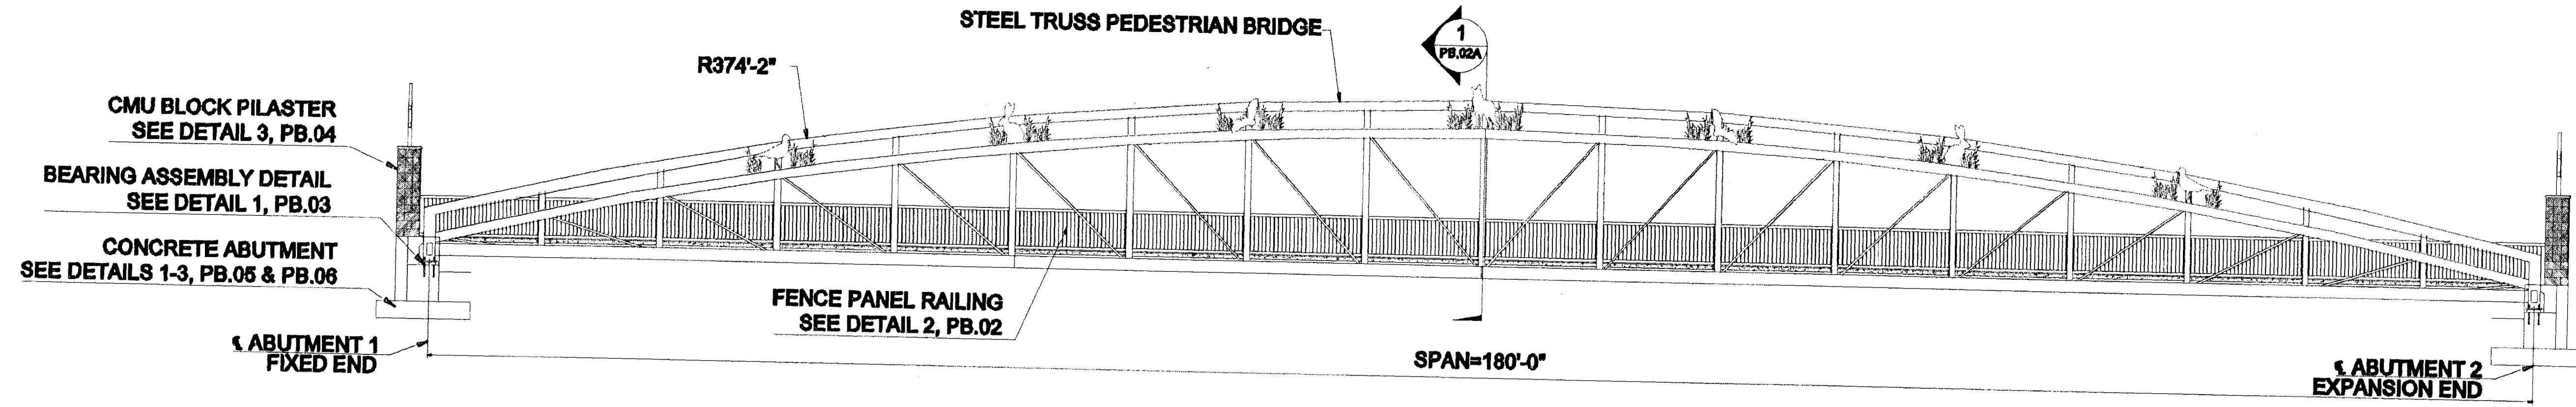 STEEL TRUSS PEDESTRIAN BRIDGE
1
PB.02A
R374'-2"
CMU BLOCK PILASTER
SEE DETAIL 3, PB.04
BEARING ASSEMBLY DETAIL
SEE DETAIL 1, PB.03
CONCRETE ABUTMENT
SEE DETAILS 1-3, PB.05 & PB.06
FENCE PANEL RAILING
SEE DETAIL 2, PB.02
℄ ABUTMENT 1
FIXED END
SPAN=180'-0"
℄ ABUTMENT 2
EXPANSION END